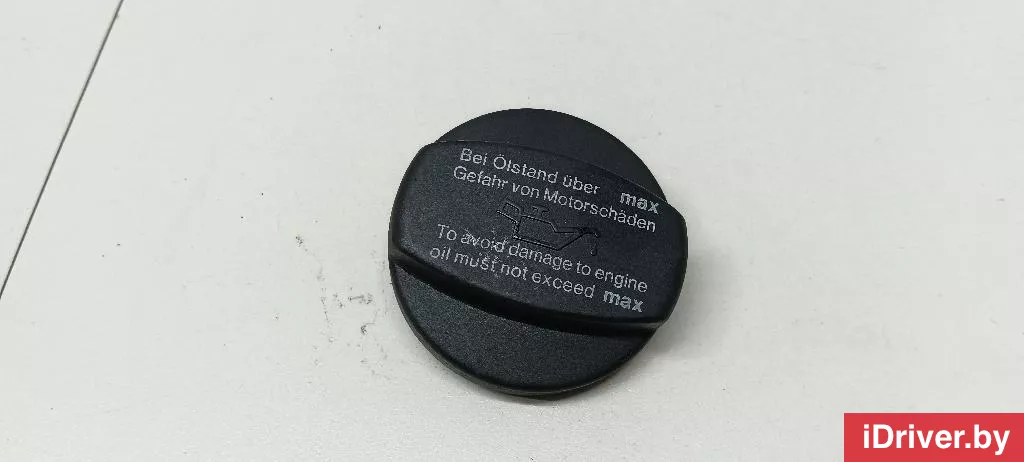 Bei Ölstand über max
Gefahr von Motorschäden
To avoid damage to engine
oil must not exceed max
iDriver.by